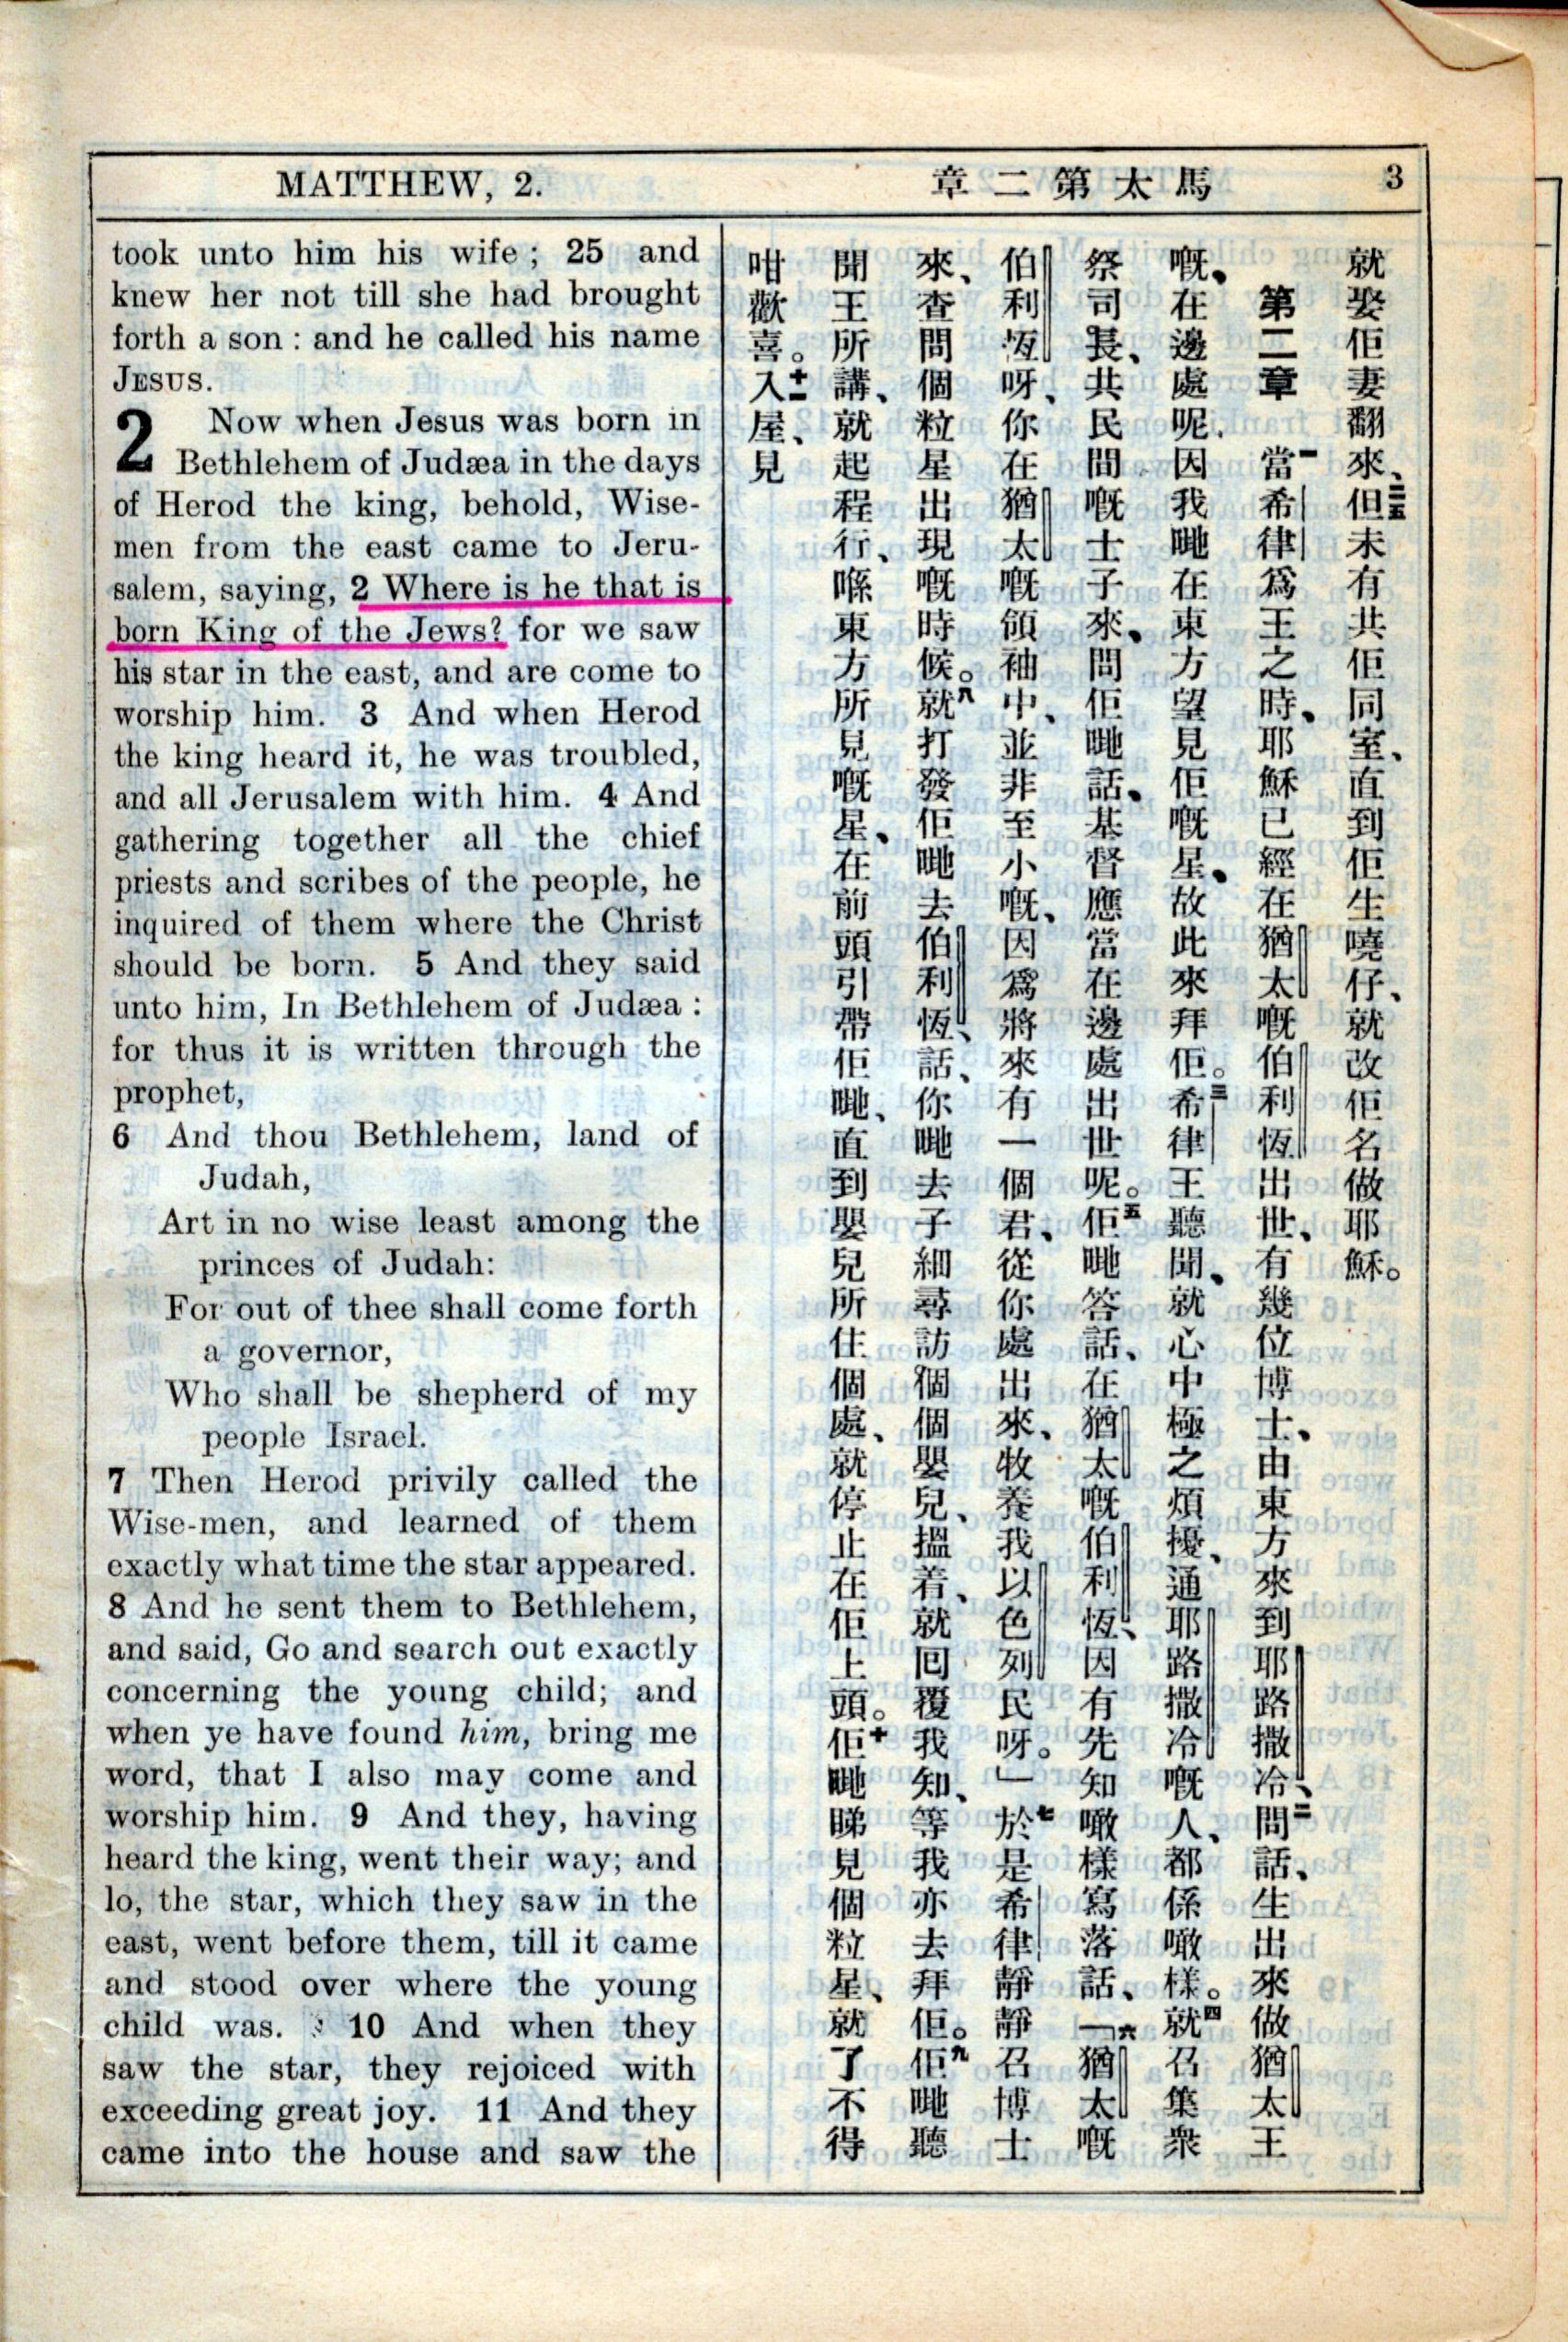 MATTHEW, 2.
章二第太馬
3
took unto him his wife ; 25 and
knew her not till she had brought
forth a son : and he called his name
JESUS.
2 Now when Jesus was born in
Bethlehem of Judæa in the days
of Herod the king, behold, Wise-
men from the east came to Jeru-
salem, saying, 2 Where is he that is
born King of the Jews? for we saw
his star in the east, and are come to
worship him. 3 And when Herod
the king heard it, he was troubled,
and all Jerusalem with him. 4 And
gathering together all the chief
priests and scribes of the people, he
inquired of them where the Christ
should be born. 5 And they said
unto him, In Bethlehem of Judæa :
for thus it is written through the
prophet,
6 And thou Bethlehem, land of
Judah,
Art in no wise least among the
princes of Judah:
For out of thee shall come forth
a governor,
Who shall be shepherd of my
people Israel.
7 Then Herod privily called the
Wise-men, and learned of them
exactly what time the star appeared.
8 And he sent them to Bethlehem,
and said, Go and search out exactly
concerning the young child; and
when ye have found him, bring me
word, that I also may come and
worship him. 9 And they, having
heard the king, went their way; and
lo, the star, which they saw in the
east, went before them, till it came
and stood over where the young
child was. 10 And when they
saw the star, they rejoiced with
exceeding great joy. 11 And they
came into the house and saw the
就娶佢妻翻來、但三五未有共佢同室、直到佢生嘵仔、就改佢名做耶穌。
第二章 當一希律爲王之時、耶穌已經在猶太嘅伯利恆出世、有幾位博士、由東方來到耶路撒冷、問二話、生出來做猶太王
嘅、在邊處呢、因我哋在東方望見佢嘅星、故此來拜佢。希三律王聽聞、就心中極之煩擾、通耶路撒冷嘅人、都係噉樣。就四召集衆
祭司長、共民間嘅士子來、問佢哋話、基督應當在邊處出世呢。佢五哋答話、在猶太嘅伯利恆、因有先知噉樣寫落話、「六猶太嘅
伯利恆呀、你在猶太嘅領袖中、並非至小嘅、因爲將來有一個君、從你處出來、牧養我以色列民呀。」於七是希律靜靜召博士
來、查問個粒星出現嘅時候。就八打發佢哋去伯利恆、話、你哋去子細尋訪個個嬰兒、搵着、就囘覆我知、等我亦去拜佢。佢九哋聽
聞王所講、就起程行、喺東方所見嘅星、在前頭引帶佢哋、直到嬰兒所住個處、就停止在佢上頭。佢十哋睇見個粒星、就了不得
咁歡喜。入十一屋、見